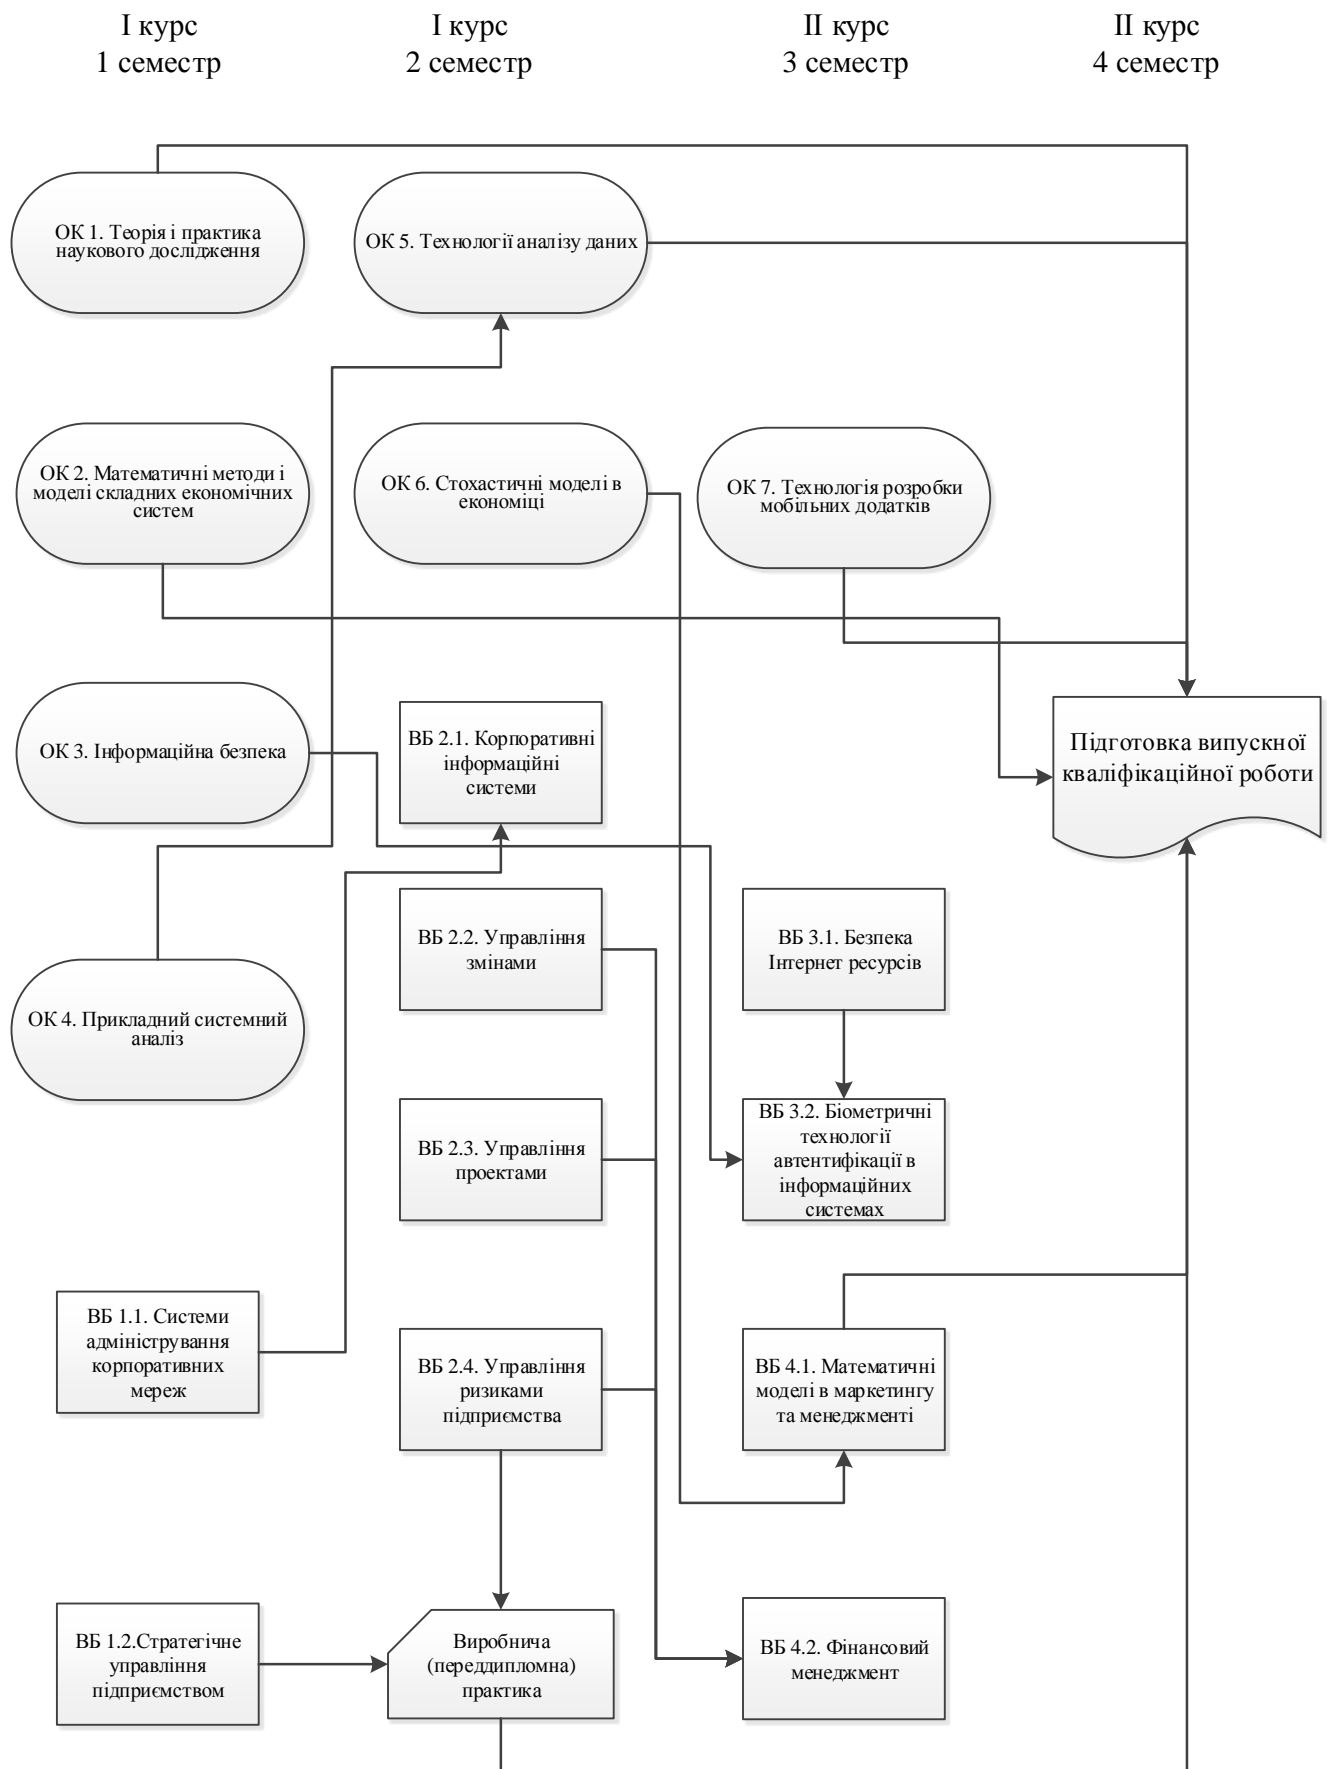 I курс
1 семестр
I курс
2 семестр
II курс
3 семестр
II курс
4 семестр
ОК 1. Теорія і практика
наукового дослідження
ОК 5. Технології аналізу даних
ОК 2. Математичні методи і
моделі складних економічних
систем
ОК 6. Стохастичні моделі в
економіці
ОК 7. Технологія розробки
мобільних додатків
ОК 3. Інформаційна безпека
ВБ 2.1. Корпоративні
інформаційні
системи
Підготовка випускної
кваліфікаційної роботи
ОК 4. Прикладний системний
аналіз
ВБ 2.2. Управління
змінами
ВБ 3.1. Безпека
Інтернет ресурсів
ВБ 2.3. Управління
проектами
ВБ 3.2. Біометричні
технології
автентифікації в
інформаційних
системах
ВБ 1.1. Системи
адміністрування
корпоративних
мереж
ВБ 2.4. Управління
ризиками
підприємства
ВБ 4.1. Математичні
моделі в маркетингу
та менеджменті
ВБ 1.2.Стратегічне
управління
підприємством
Виробнича
(переддипломна)
практика
ВБ 4.2. Фінансовий
менеджмент